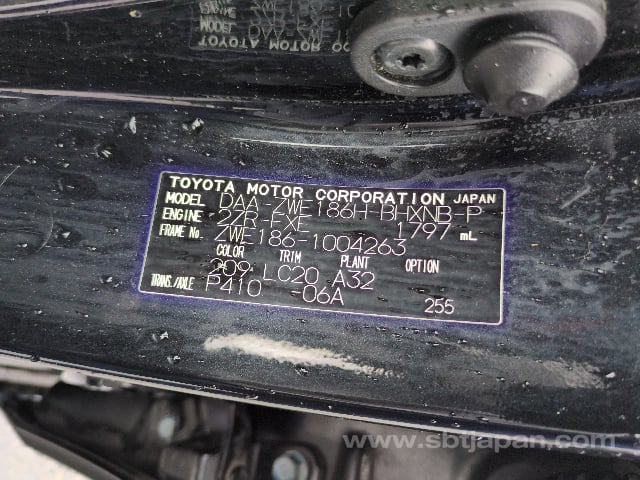 TOYOTA MOTOR CORPORATION JAPAN
MODEL DAA-ZWE186H-BHXNB-P
ENGINE 2ZR-FXE 1797 mL
FRAME No. ZWE186-1004263
COLOR TRIM PLANT OPTION
209 LC20 A32
TRANS./AXLE P410 -06A 255
www.sbtjapan.com